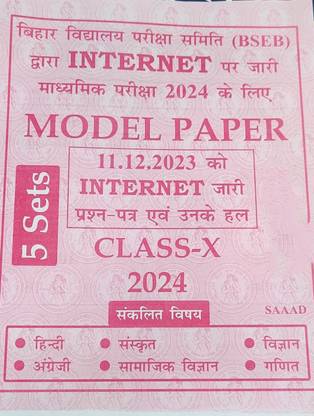 बिहार विद्यालय परीक्षा समिति (BSEB)
द्वारा INTERNET पर जारी
माध्यमिक परीक्षा 2024 के लिए
MODEL PAPER
5 Sets
11.12.2023 को
INTERNET जारी
प्रश्न-पत्र एवं उनके हल
CLASS-X
2024
संकलित विषय
SAAAD
● हिन्दी ● संस्कृत ● विज्ञान
● अंग्रेजी ● सामाजिक विज्ञान ● गणित